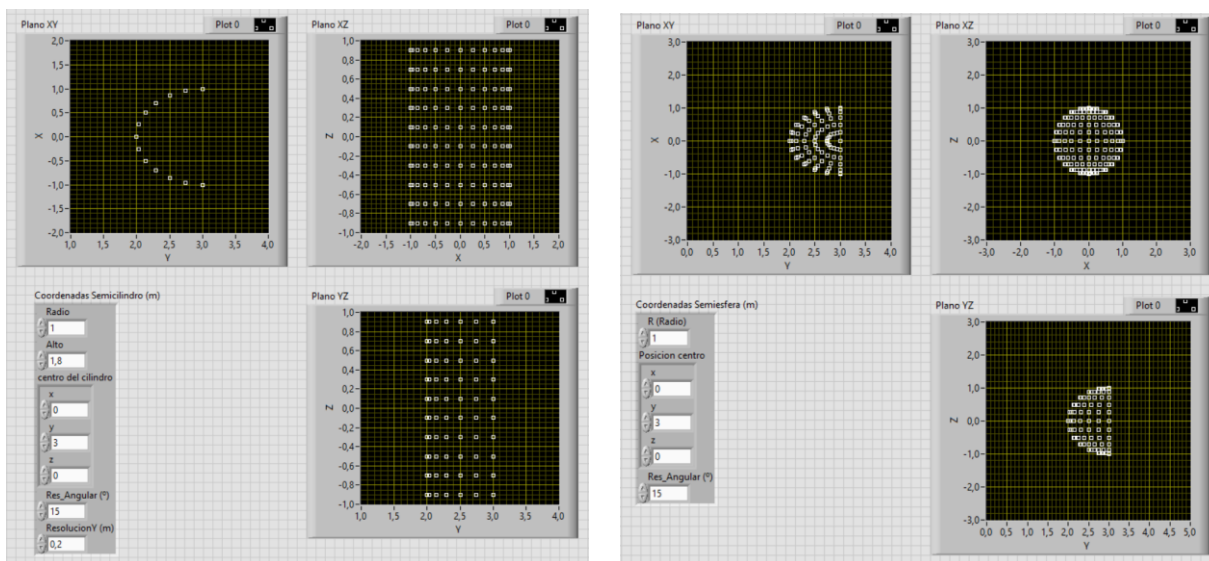 Plano XY
Plot 0
2,0
1,5
1,0
0,5
0,0
-0,5
-1,0
-1,5
-2,0
X
1,0 1,5 2,0 2,5 3,0 3,5 4,0
Y
Plano XZ
Plot 0
1,0
0,8
0,6
0,4
0,2
0,0
-0,2
-0,4
-0,6
-0,8
-1,0
Z
-2,0 -1,5 -1,0 -0,5 0,0 0,5 1,0 1,5 2,0
X
Coordenadas Semicilindro (m)
Radio
1
Alto
1,8
centro del cilindro
x
0
y
3
z
0
Res_Angular (º)
15
ResolucionY (m)
0,2
Plano YZ
Plot 0
1,0
0,8
0,6
0,4
0,2
0,0
-0,2
-0,4
-0,6
-0,8
-1,0
Z
1,0 1,5 2,0 2,5 3,0 3,5 4,0
Y
Plano XY
Plot 0
3,0
2,0
1,0
0,0
-1,0
-2,0
-3,0
X
0,0 0,5 1,0 1,5 2,0 2,5 3,0 3,5 4,0
Y
Plano XZ
Plot 0
3,0
2,0
1,0
0,0
-1,0
-2,0
-3,0
Z
-3,0 -2,0 -1,0 0,0 1,0 2,0 3,0
X
Coordenadas Semiesfera (m)
R (Radio)
1
Posicion centro
x
0
y
3
z
0
Res_Angular (º)
15
Plano YZ
Plot 0
3,0
2,0
1,0
0,0
-1,0
-2,0
-3,0
Z
0,0 0,5 1,0 1,5 2,0 2,5 3,0 3,5 4,0 4,5 5,0
Y